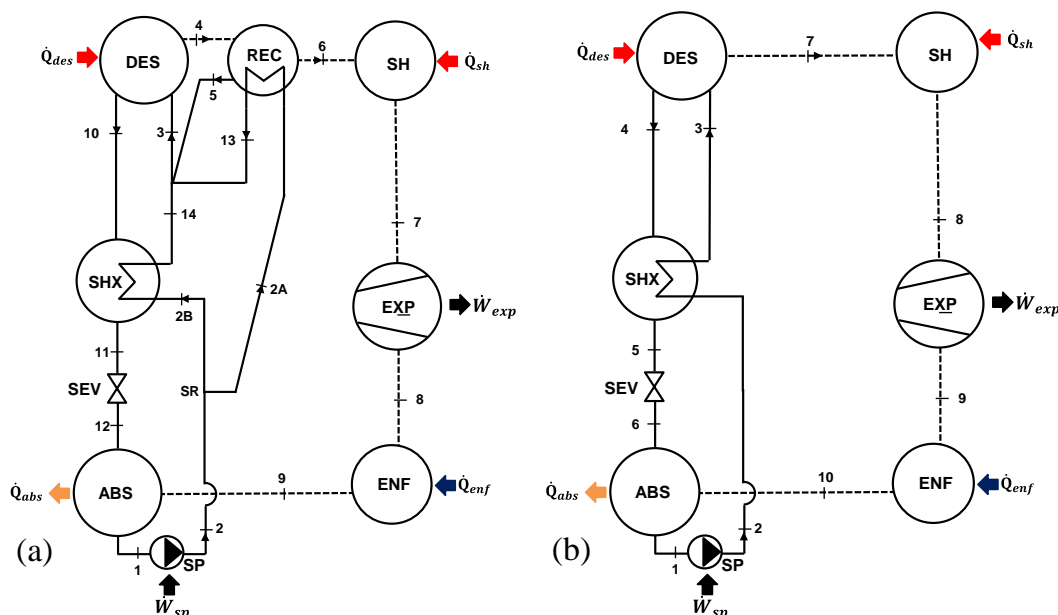 4
6
DES
REC
SH
Q̇des
Q̇sh
5
10
3
13
14
7
SHX
2B
2A
EXP
Ẇexp
11
SEV
SR
8
12
ABS
9
ENF
Q̇abs
Q̇enf
2
(a)
1
SP
Ẇsp
7
DES
SH
Q̇des
Q̇sh
4
3
8
SHX
EXP
Ẇexp
5
SEV
9
6
ABS
10
ENF
Q̇abs
Q̇enf
2
(b)
1
SP
Ẇsp